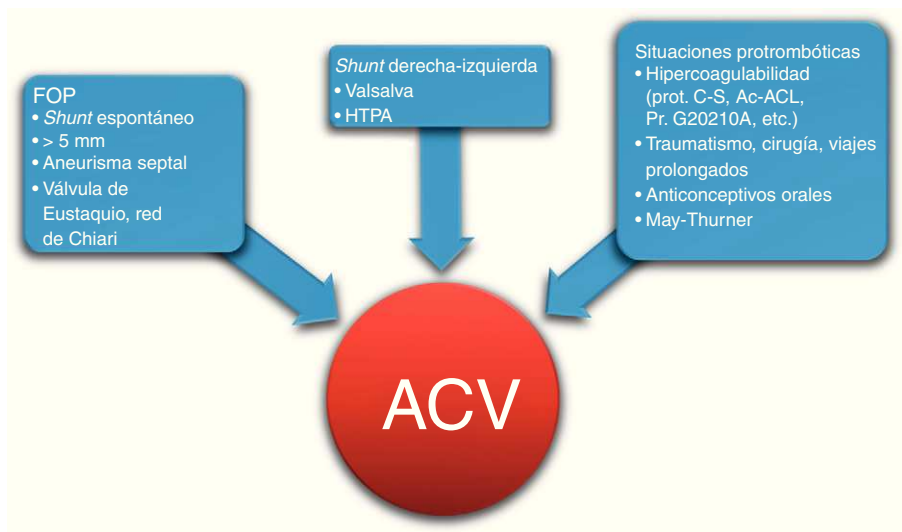 FOP
• Shunt espontáneo
• > 5 mm
• Aneurisma septal
• Válvula de
Eustaquio, red
de Chiari
Shunt derecha-izquierda
• Valsalva
• HTPA
Situaciones protrombóticas
• Hipercoagulabilidad
(prot. C-S, Ac-ACL,
Pr. G20210A, etc.)
• Traumatismo, cirugía, viajes
prolongados
• Anticonceptivos orales
• May-Thurner
ACV